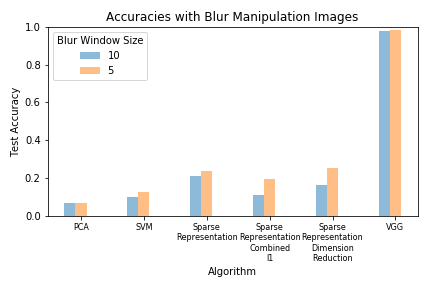 Accuracies with Blur Manipulation Images
Blur Window Size
10
5
Test Accuracy
1.0
0.8
0.6
0.4
0.2
0.0
PCA
SVM
Sparse
Representation
Sparse
Representation
Combined
l1
Sparse
Representation
Dimension
Reduction
VGG
Algorithm